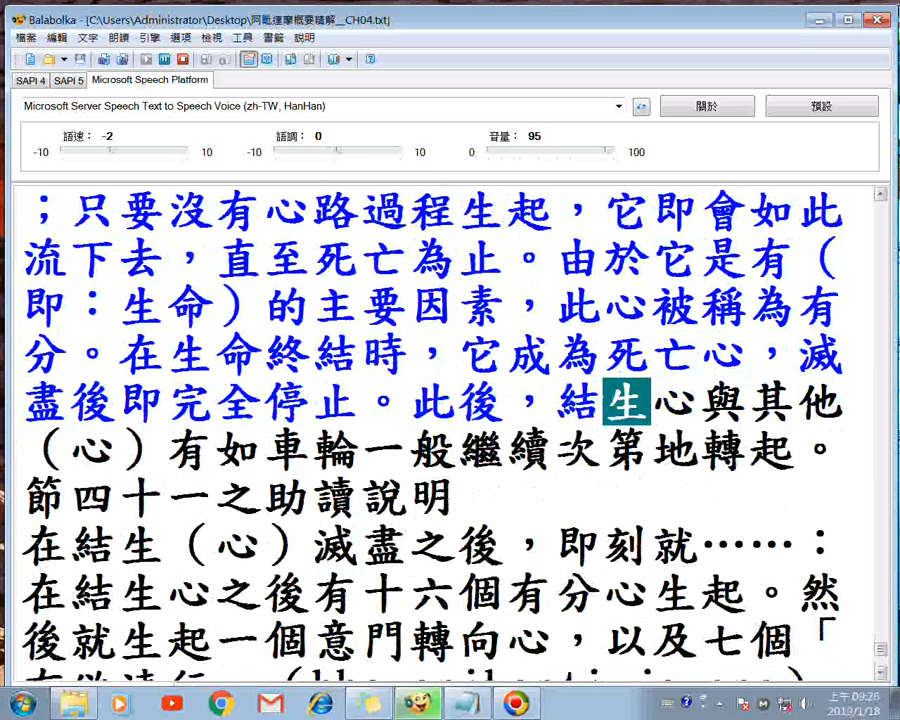 Balabolka - [C:\Users\Administrator\Desktop\阿毗達摩概要精解__CH04.txt]
檔案 編輯 文字 朗讀 引擎 選項 檢視 工具 書籤 說明
SAPI 4 SAPI 5 Microsoft Speech Platform
Microsoft Server Speech Text to Speech Voice (zh-TW, HanHan) 關於 預設
語速： -2 語調： 0 音量： 95
-10 10 -10 10 0 100
；只要沒有心路過程生起，它即會如此
流下去，直至死亡為止。由於它是有（
即：生命）的主要因素，此心被稱為有
分。在生命終結時，它成為死亡心，滅
盡後即完全停止。此後，結生心與其他
（心）有如車輪一般繼續次第地轉起。
節四十一之助讀說明
在結生（心）滅盡之後，即刻就……：
在結生心之後有十六個有分心生起。然
後就生起一個意門轉向心，以及七個「
上午 09:26
2019/1/18